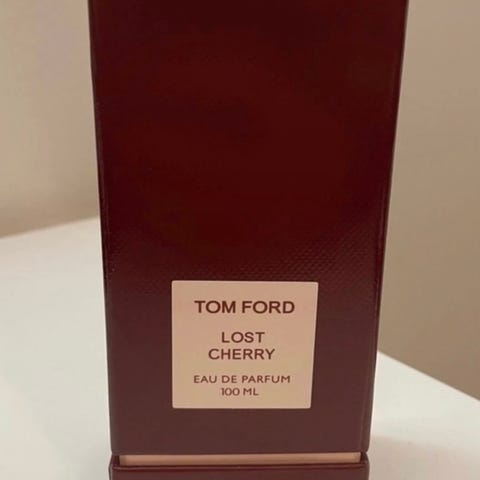 TOM FORD
LOST
CHERRY
EAU DE PARFUM
100 ML